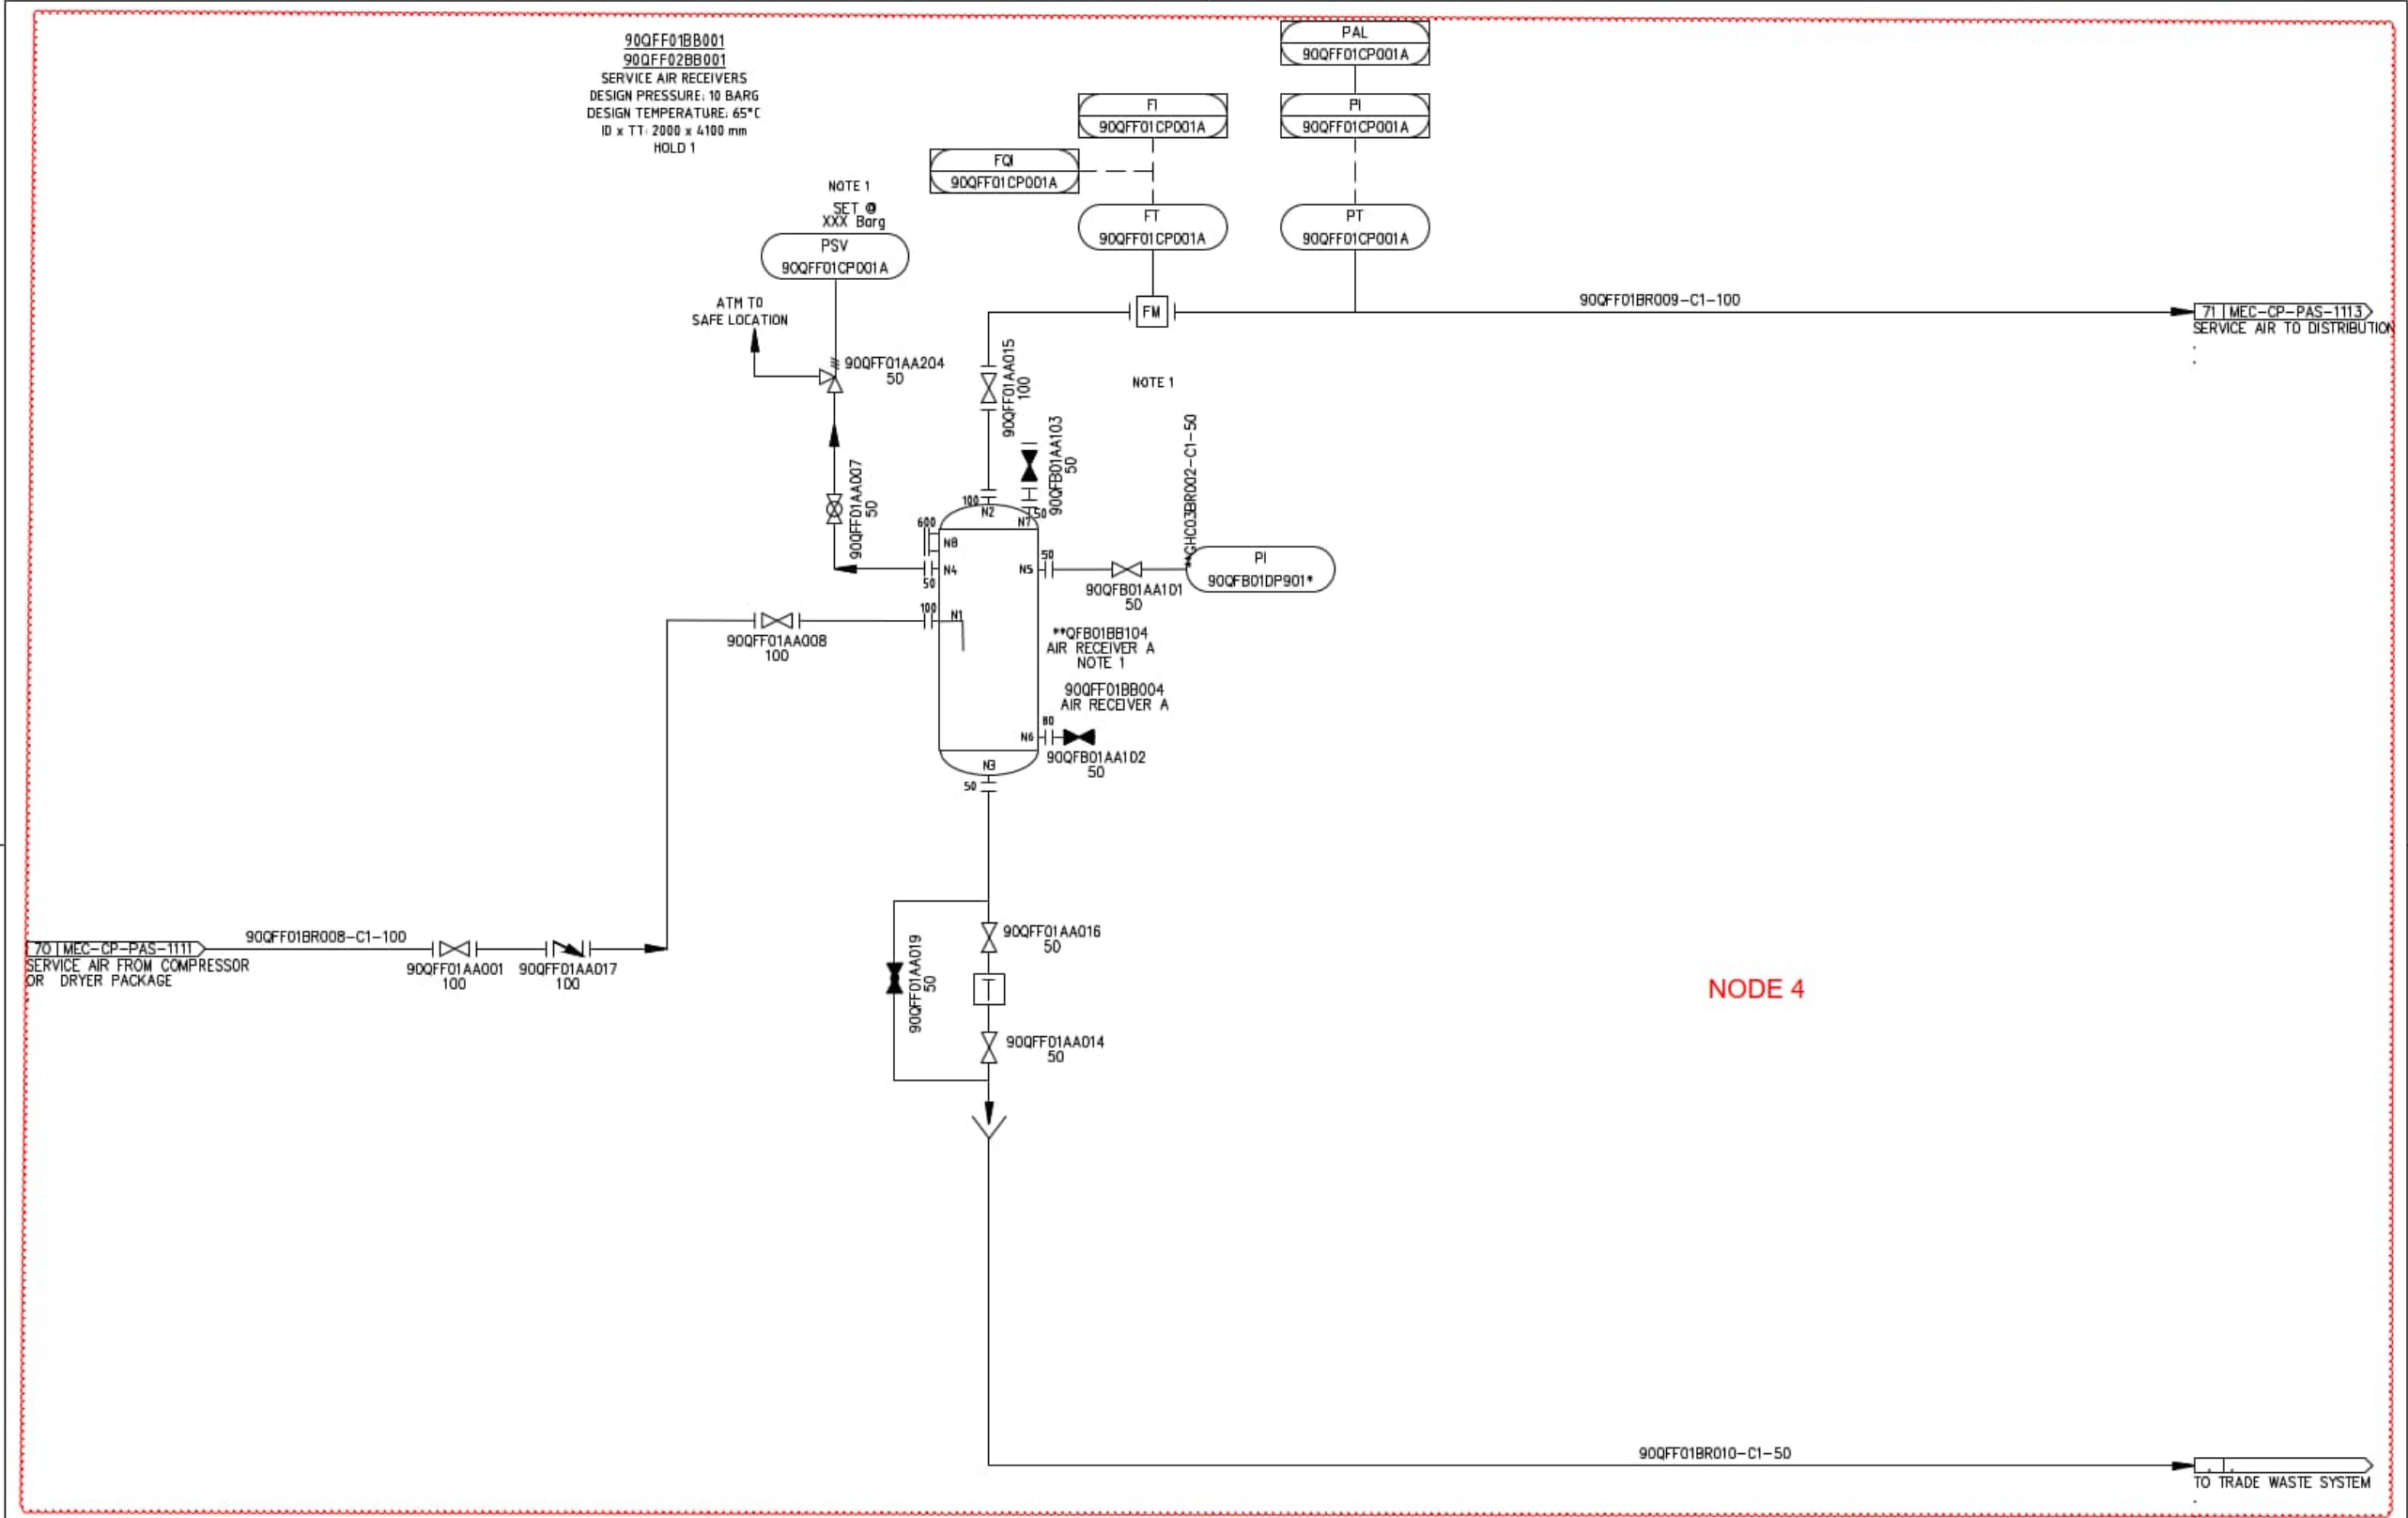 90QFF01BB001
90QFF02BB001
SERVICE AIR RECEIVERS
DESIGN PRESSURE: 10 BARG
DESIGN TEMPERATURE: 65°C
ID x TT: 2000 x 4100 mm
HOLD 1
PAL
90QFF01CP001A
FI
90QFF01CP001A
PI
90QFF01CP001A
FQI
90QFF01CP001A
NOTE 1
SET @
XXX Barg
PSV
90QFF01CP001A
FT
90QFF01CP001A
PT
90QFF01CP001A
ATM TO
SAFE LOCATION
FM
90QFF01BR009-C1-100
71 | MEC-CP-PAS-1113
SERVICE AIR TO DISTRIBUTION
90QFF01AA204
50
90QFF01AA015
100
NOTE 1
90QFB01AA103
50
**GHC03BR002-C1-50
90QFF01AA007
50
100
N2
N7
50
600
N8
N4
50
N5
50
90QFB01AA101
50
PI
90QFB01DP901*
100
N1
90QFF01AA008
100
**QFB01BB104
AIR RECEIVER A
NOTE 1
90QFF01BB004
AIR RECEIVER A
80
N6
90QFB01AA102
50
N3
50
70 | MEC-CP-PAS-1111
SERVICE AIR FROM COMPRESSOR
OR DRYER PACKAGE
90QFF01BR008-C1-100
90QFF01AA001
100
90QFF01AA017
100
90QFF01AA016
50
90QFF01AA019
50
T
90QFF01AA014
50
NODE 4
90QFF01BR010-C1-50
TO TRADE WASTE SYSTEM